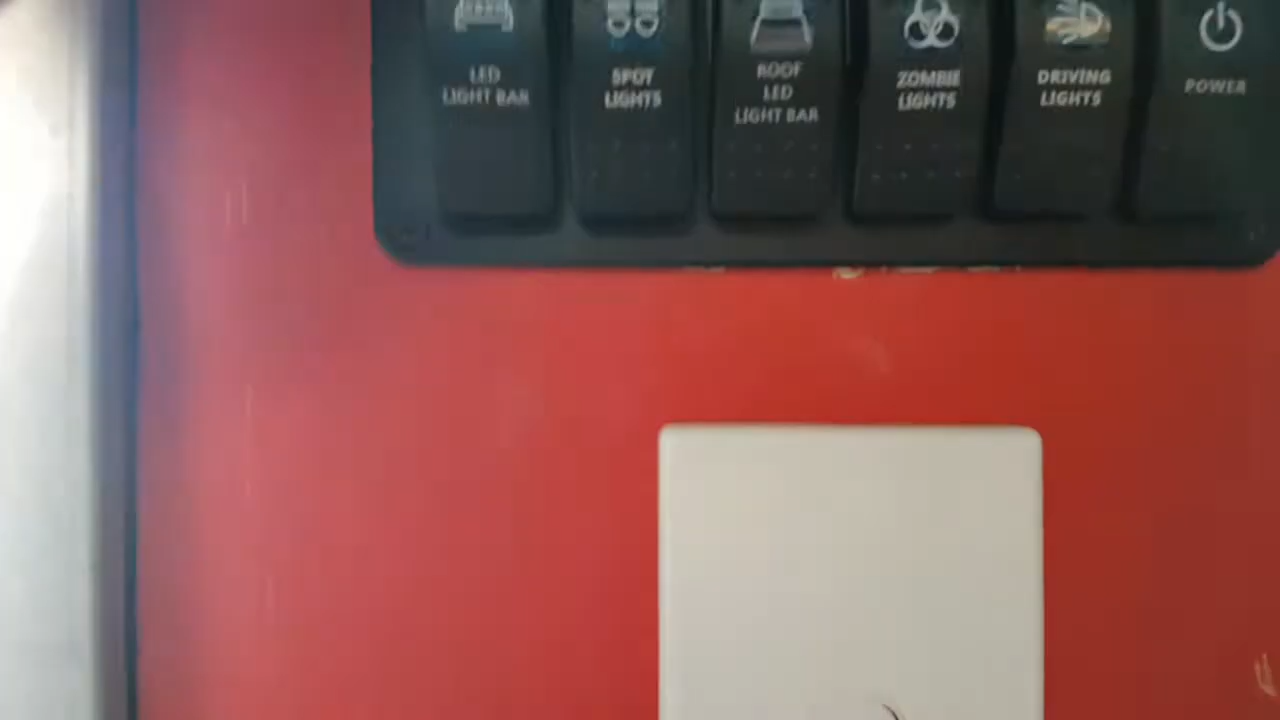 LED
LIGHT BAR
SPOT
LIGHTS
ROOF
LED
LIGHT BAR
ZOMBIE
LIGHTS
DRIVING
LIGHTS
POWER